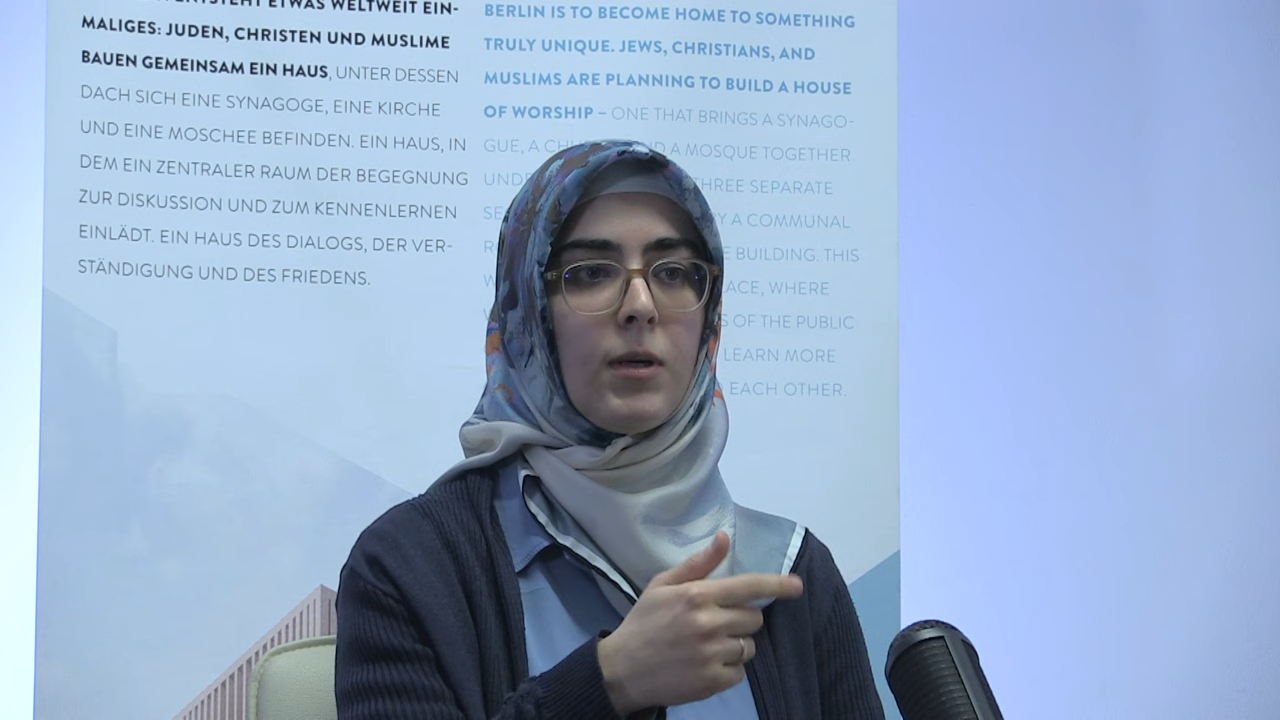 ENTSTEHT ETWAS WELTWEIT EIN-
MALIGES: JUDEN, CHRISTEN UND MUSLIME
BAUEN GEMEINSAM EIN HAUS, UNTER DESSEN
DACH SICH EINE SYNAGOGE, EINE KIRCHE
UND EINE MOSCHEE BEFINDEN. EIN HAUS, IN
DEM EIN ZENTRALER RAUM DER BEGEGNUNG
ZUR DISKUSSION UND ZUM KENNENLERNEN
EINLÄDT. EIN HAUS DES DIALOGS, DER VER-
STÄNDIGUNG UND DES FRIEDENS.
BERLIN IS TO BECOME HOME TO SOMETHING
TRULY UNIQUE. JEWS, CHRISTIANS, AND
MUSLIMS ARE PLANNING TO BUILD A HOUSE
OF WORSHIP – ONE THAT BRINGS A SYNAGO-
GUE, A MOSQUE TOGETHER
THREE SEPARATE
A COMMUNAL
BUILDING. THIS
WHERE
OF THE PUBLIC
LEARN MORE
EACH OTHER.